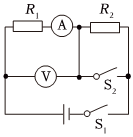 R₁ A R₂
V
S₂
S₁